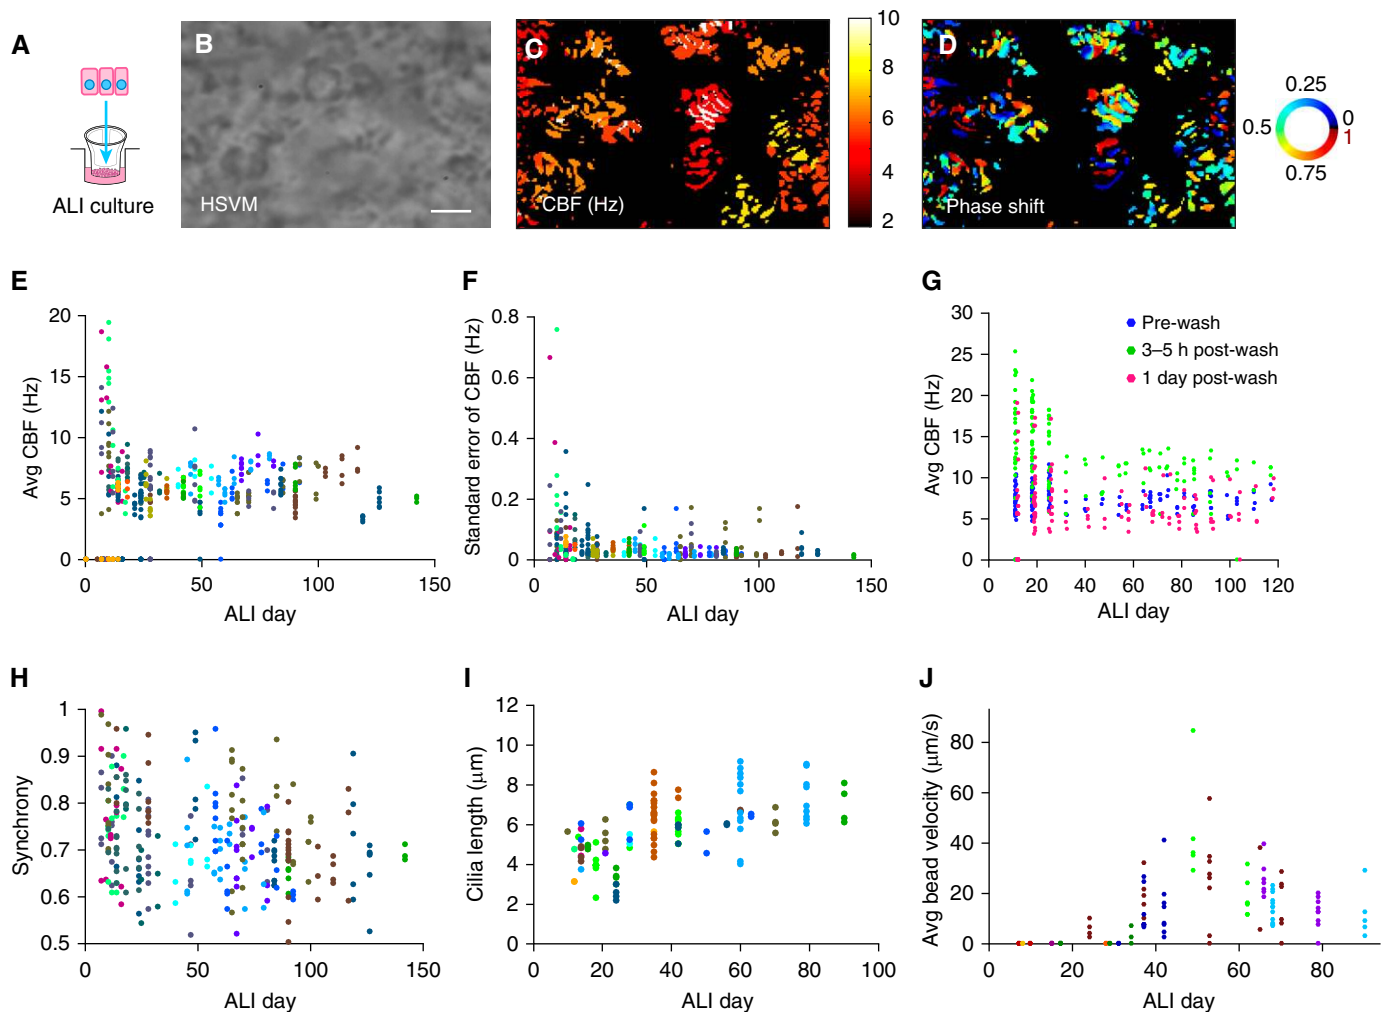 A
ALI culture
B
HSVM
C
CBF (Hz)
10
8
6
4
2
D
Phase shift
0.25
0.5
0
1
0.75
E
Avg CBF (Hz)
20
15
10
5
0
0
50
100
150
ALI day
F
Standard error of CBF (Hz)
0.8
0.6
0.4
0.2
0
0
50
100
150
ALI day
G
Avg CBF (Hz)
30
25
20
15
10
5
0
Pre-wash
3–5 h post-wash
1 day post-wash
0
20
40
60
80
100
120
ALI day
H
Synchrony
1
0.9
0.8
0.7
0.6
0.5
0
50
100
150
ALI day
I
Cilia length (μm)
12
10
8
6
4
2
0
0
20
40
60
80
100
ALI day
J
Avg bead velocity (μm/s)
80
60
40
20
0
0
20
40
60
80
ALI day